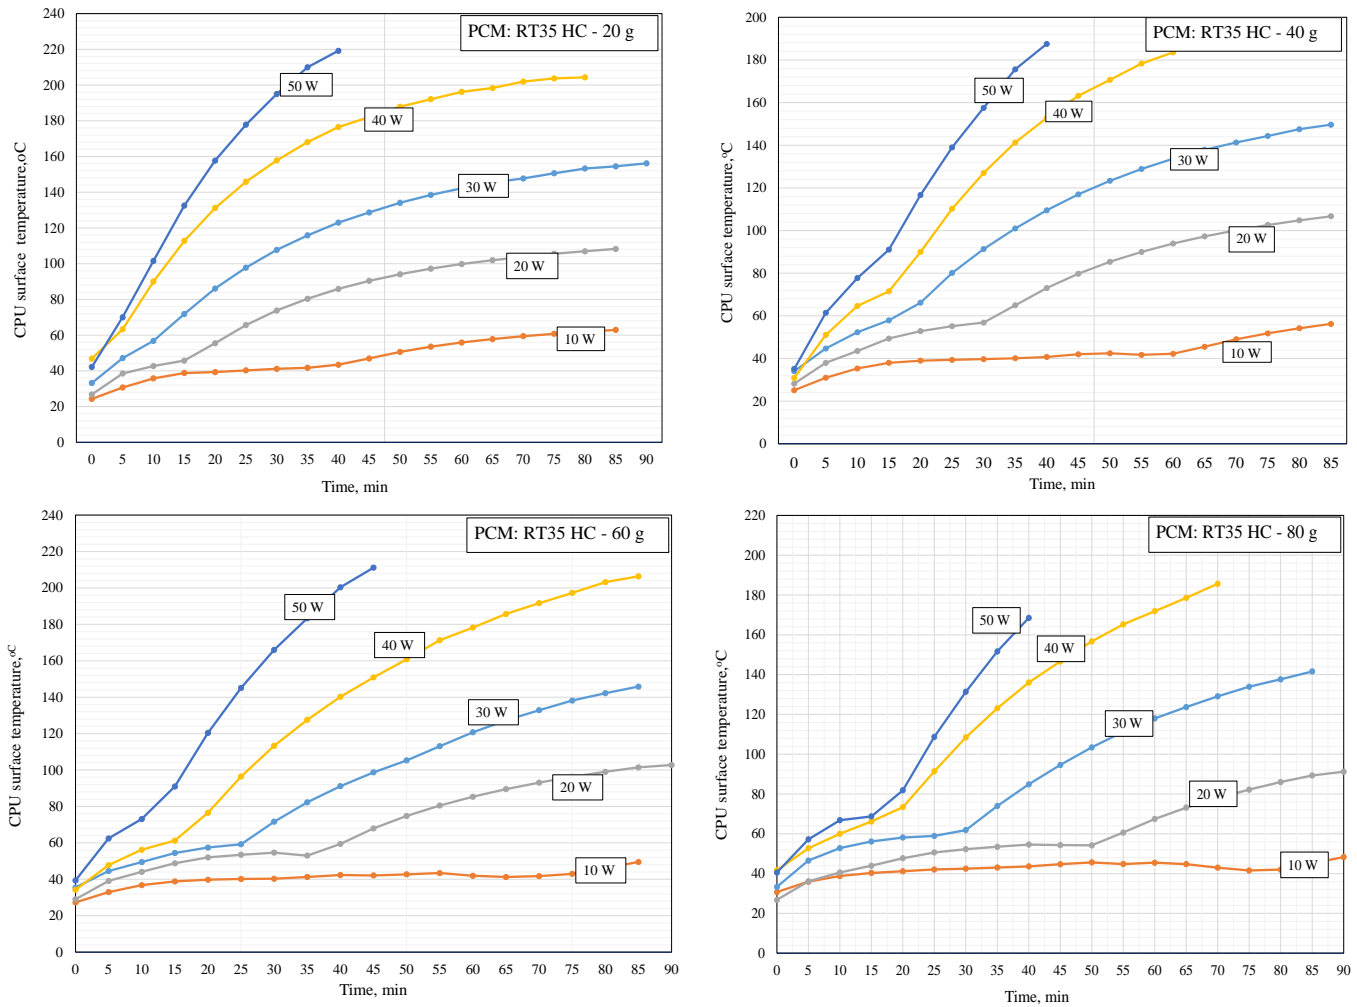 PCM: RT35 HC - 20 g
CPU surface temperature,oC
240
220
200
180
160
140
120
100
80
60
40
20
0
50 W
40 W
30 W
20 W
10 W
0 5 10 15 20 25 30 35 40 45 50 55 60 65 70 75 80 85 90
Time, min
PCM: RT35 HC - 40 g
CPU surface temperature,oC
200
180
160
140
120
100
80
60
40
20
0
50 W
40 W
30 W
20 W
10 W
0 5 10 15 20 25 30 35 40 45 50 55 60 65 70 75 80 85
Time, min
PCM: RT35 HC - 60 g
CPU surface temperature,oC
240
220
200
180
160
140
120
100
80
60
40
20
0
50 W
40 W
30 W
20 W
10 W
0 5 10 15 20 25 30 35 40 45 50 55 60 65 70 75 80 85 90
Time, min
PCM: RT35 HC - 80 g
CPU surface temperature,oC
220
200
180
160
140
120
100
80
60
40
20
0
50 W
40 W
30 W
20 W
10 W
0 5 10 15 20 25 30 35 40 45 50 55 60 65 70 75 80 85 90
Time, min